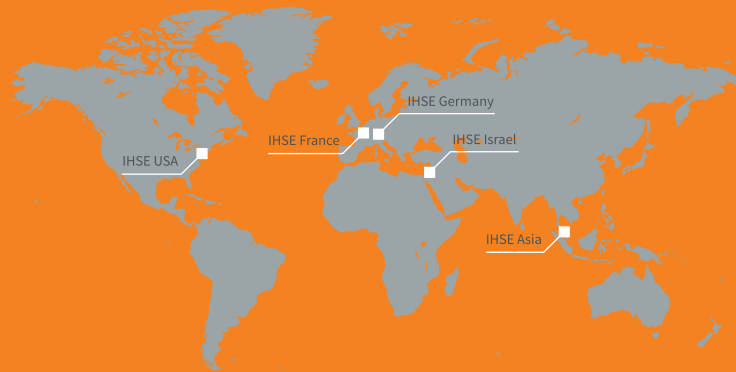 IHSE Germany
IHSE France
IHSE Israel
IHSE USA
IHSE Asia